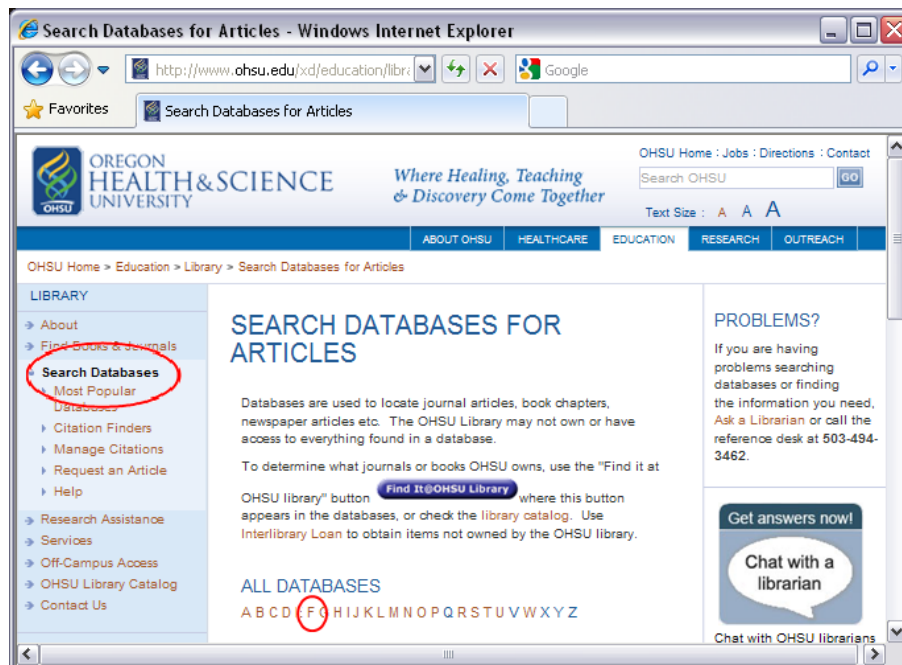 Search Databases for Articles - Windows Internet Explorer
http://www.ohsu.edu/xd/education/libra
Google
Favorites
Search Databases for Articles
OREGON
HEALTH & SCIENCE
UNIVERSITY
OHSU
Where Healing, Teaching
& Discovery Come Together
OHSU Home : Jobs : Directions : Contact
Search OHSU
GO
Text Size : A A A
ABOUT OHSU HEALTHCARE EDUCATION RESEARCH OUTREACH
OHSU Home > Education > Library > Search Databases for Articles
LIBRARY
About
Find Books & Journals
Search Databases
Most Popular
Databases
Citation Finders
Manage Citations
Request an Article
Help
Research Assistance
Services
Off-Campus Access
OHSU Library Catalog
Contact Us
SEARCH DATABASES FOR
ARTICLES
Databases are used to locate journal articles, book chapters,
newspaper articles etc. The OHSU Library may not own or have
access to everything found in a database.
To determine what journals or books OHSU owns, use the "Find it at
OHSU library" button Find It@OHSU Library where this button
appears in the databases, or check the library catalog. Use
Interlibrary Loan to obtain items not owned by the OHSU library.
ALL DATABASES
A B C D E F G H I J K L M N O P Q R S T U V W X Y Z
PROBLEMS?
If you are having
problems searching
databases or finding
the information you need,
Ask a Librarian or call the
reference desk at 503-494-
3462.
Get answers now!
Chat with a
librarian
Chat with OHSU librarians